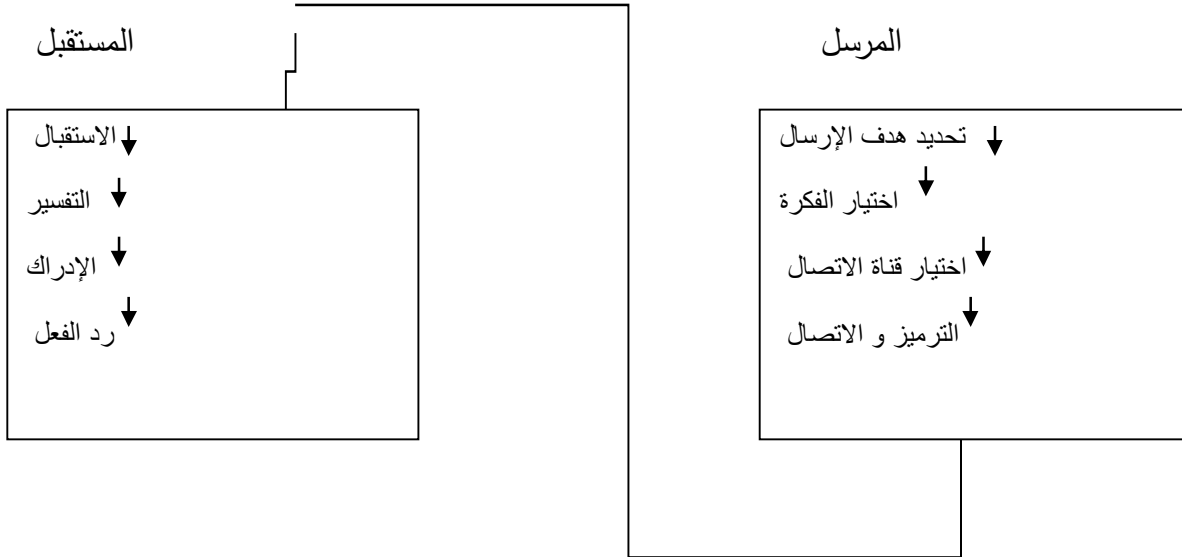 المرسل
تحديد هدف الإرسال
اختيار الفكرة
اختيار قناة الاتصال
الترميز و الاتصال
المستقبل
الاستقبال
التفسير
الإدراك
رد الفعل